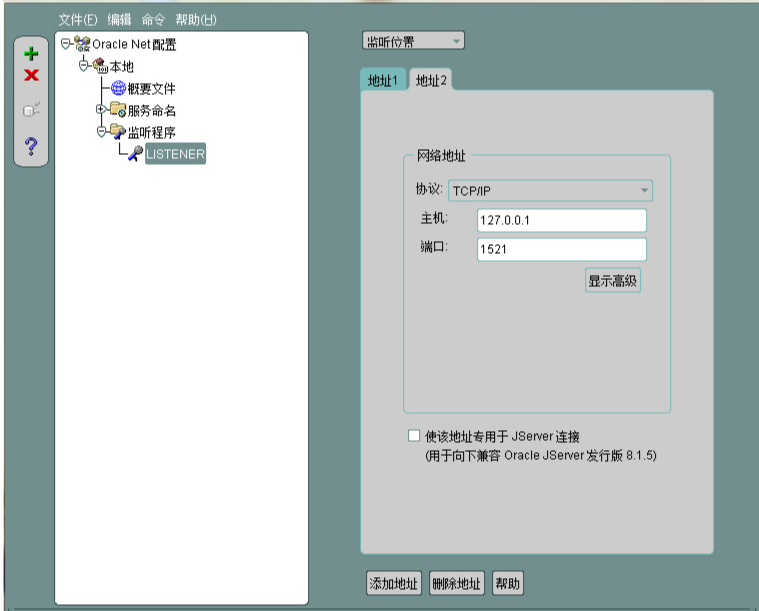 文件(F) 编辑 命令 帮助(H)
Oracle Net 配置
本地
概要文件
服务命名
监听程序
LISTENER
监听位置
地址1 地址2
网络地址
协议: TCP/IP
主机: 127.0.0.1
端口: 1521
显示高级
使该地址专用于 JServer 连接
(用于向下兼容 Oracle JServer 发行版 8.1.5)
添加地址 删除地址 帮助